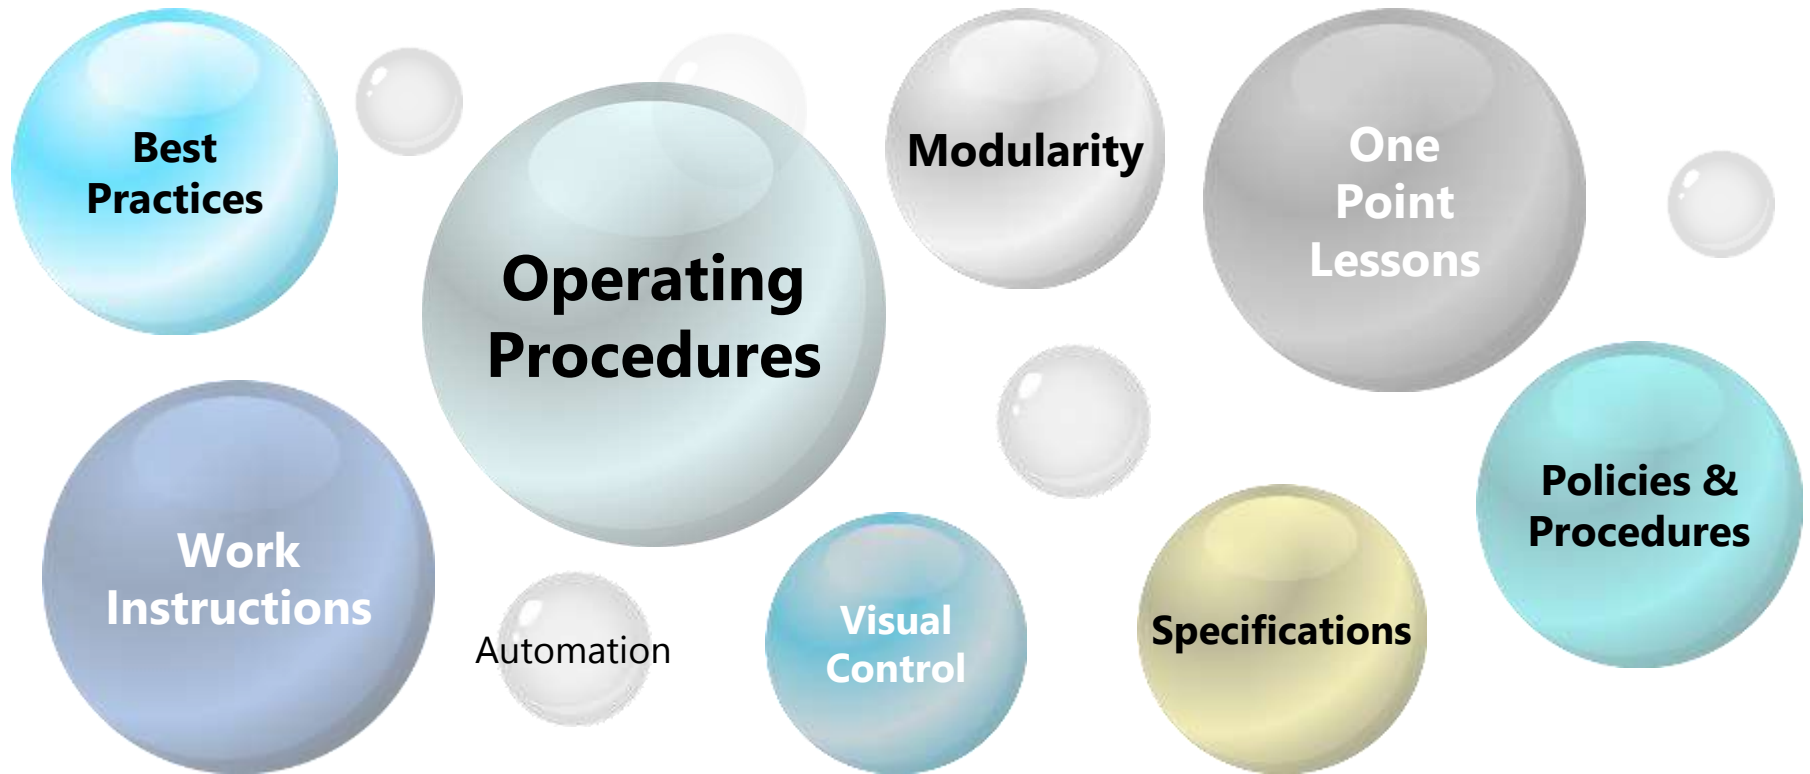 Best
Practices
Operating
Procedures
Modularity
One
Point
Lessons
Work
Instructions
Automation
Visual
Control
Specifications
Policies &
Procedures